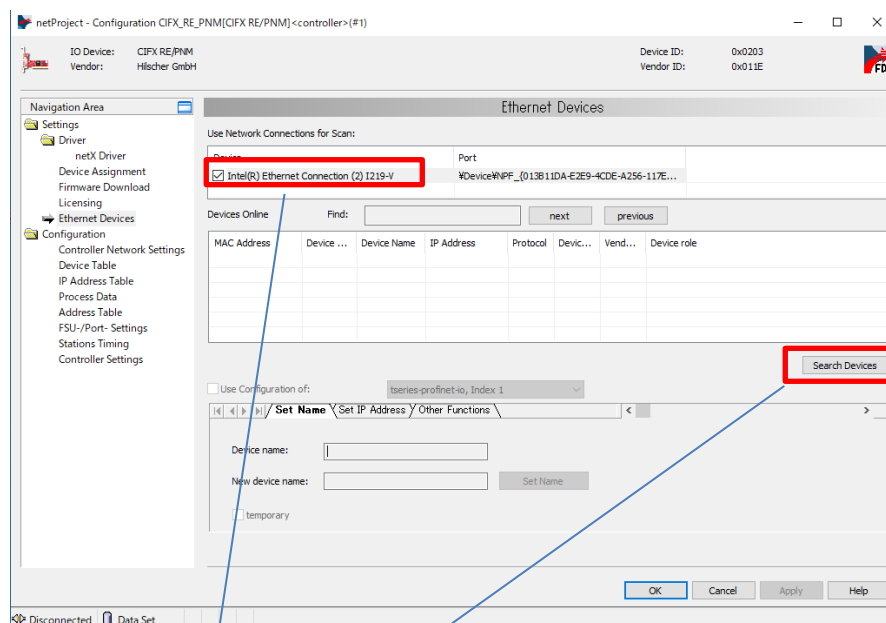 netProject - Configuration CIFX_RE_PNM[CIFX RE/PNM]<controller>(#1)
IO Device: CIFX RE/PNM Device ID: 0x0203
Vendor: Hilscher GmbH Vendor ID: 0x011E
FD
Navigation Area
Settings
Driver
netX Driver
Device Assignment
Firmware Download
Licensing
Ethernet Devices
Configuration
Controller Network Settings
Device Table
IP Address Table
Process Data
Address Table
FSU-/Port- Settings
Stations Timing
Controller Settings
Ethernet Devices
Use Network Connections for Scan:
Device Port
Intel(R) Ethernet Connection (2) I219-V ¥Device¥NPF_{013B11DA-E2E9-4CDE-A256-117E...
Devices Online Find: next previous
MAC Address Device ... Device Name IP Address Protocol Devic... Vend... Device role
Search Devices
Use Configuration of: tseries-profinet-io, Index 1
Set Name Set IP Address Other Functions
Device name:
New device name: Set Name
temporary
OK Cancel Apply Help
Disconnected Data Set